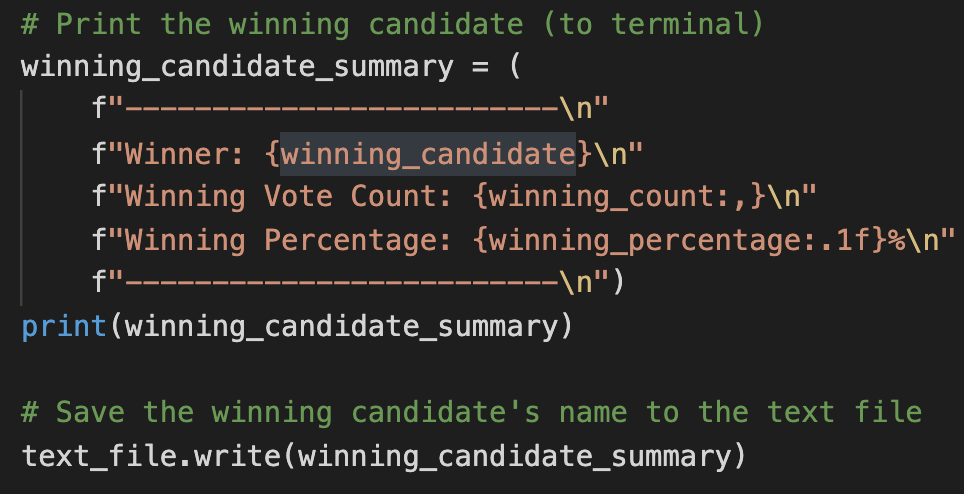 # Print the winning candidate (to terminal)
winning_candidate_summary = (
    f"-------------------------\n"
    f"Winner: {winning_candidate}\n"
    f"Winning Vote Count: {winning_count:,}\n"
    f"Winning Percentage: {winning_percentage:.1f}%\n"
    f"-------------------------\n")
print(winning_candidate_summary)
# Save the winning candidate's name to the text file
text_file.write(winning_candidate_summary)